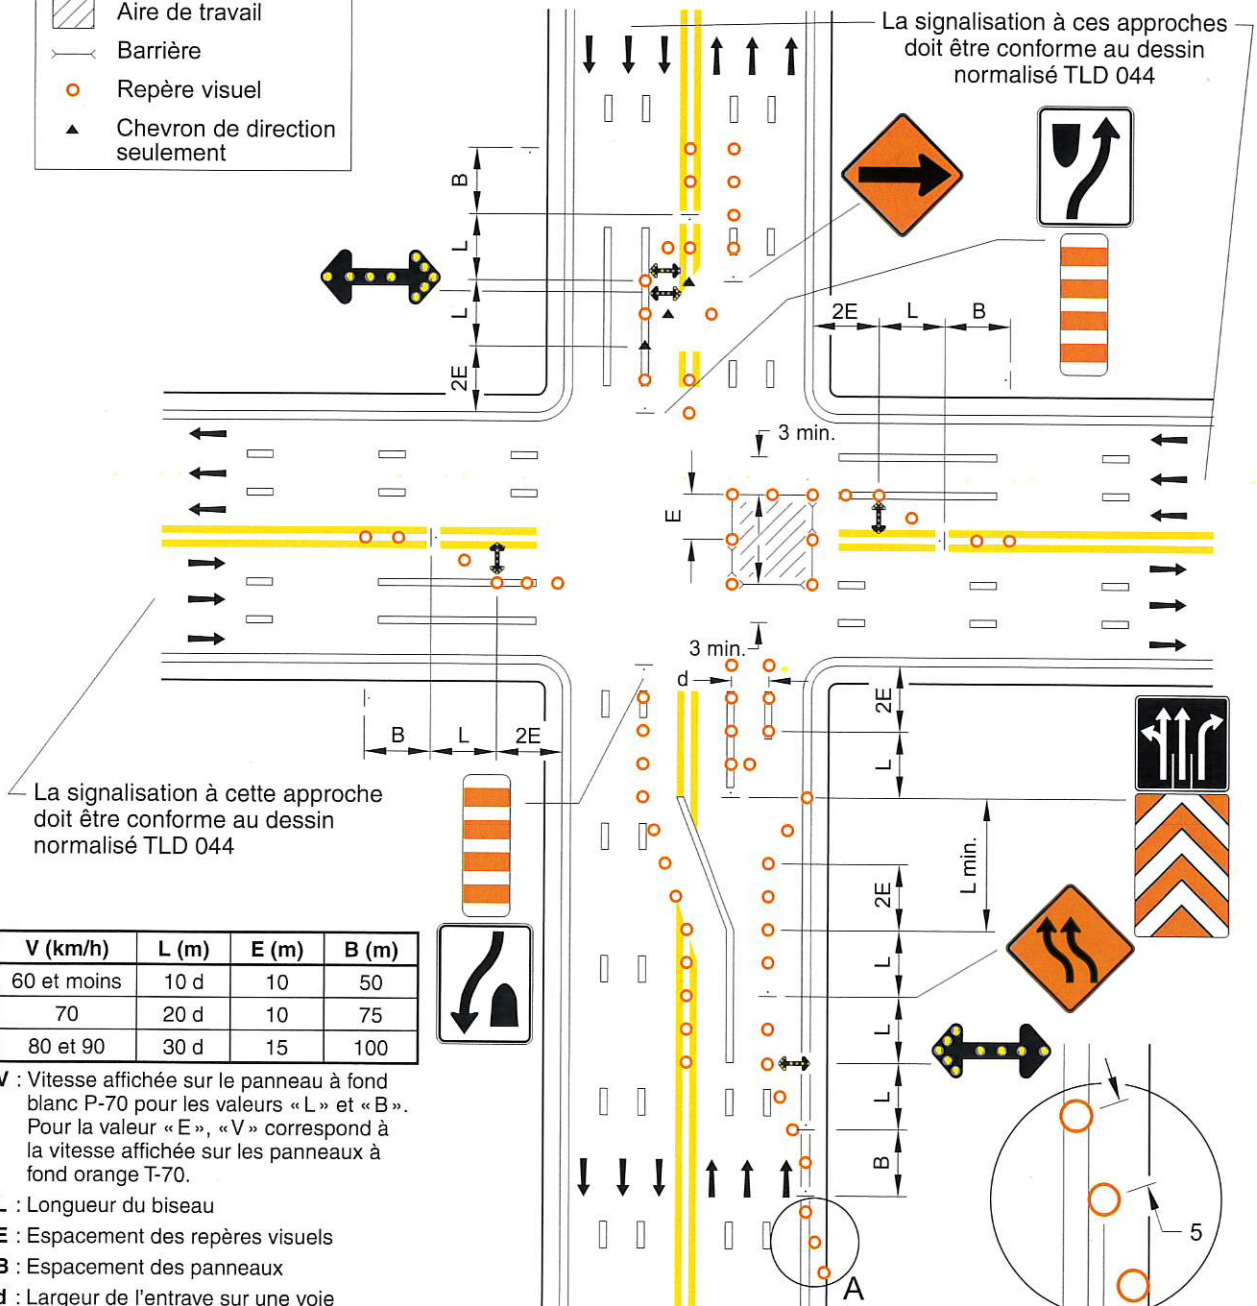 Aire de travail
Barrière
Repère visuel
Chevron de direction
seulement
La signalisation à ces approches
doit être conforme au dessin
normalisé TLD 044
B
L
L
2E
2E
L
B
3 min.
E
3 min.
d
2E
L
B
L
2E
L min.
2E
L
L
L
B
La signalisation à cette approche
doit être conforme au dessin
normalisé TLD 044
V (km/h) L (m) E (m) B (m)
60 et moins 10 d 10 50
70 20 d 10 75
80 et 90 30 d 15 100
V : Vitesse affichée sur le panneau à fond
blanc P-70 pour les valeurs « L » et « B ».
Pour la valeur « E », « V » correspond à
la vitesse affichée sur les panneaux à
fond orange T-70.
L : Longueur du biseau
E : Espacement des repères visuels
B : Espacement des panneaux
d : Largeur de l'entrave sur une voie
A
5